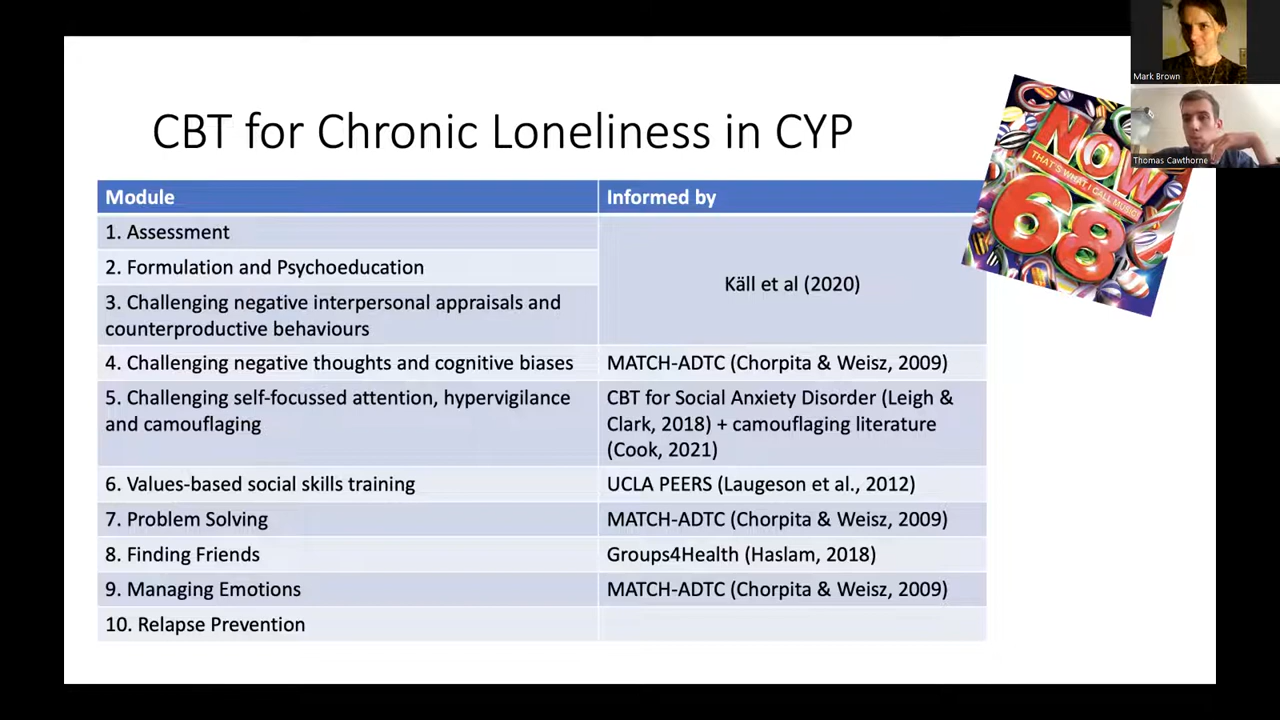 Mark Brown
Thomas Cawthorne
CBT for Chronic Loneliness in CYP
NOW
THAT'S WHAT I CALL MUSIC
68
Module
Informed by
1. Assessment
2. Formulation and Psychoeducation
3. Challenging negative interpersonal appraisals and
counterproductive behaviours
Käll et al (2020)
4. Challenging negative thoughts and cognitive biases
MATCH-ADTC (Chorpita & Weisz, 2009)
5. Challenging self-focussed attention, hypervigilance
and camouflaging
CBT for Social Anxiety Disorder (Leigh &
Clark, 2018) + camouflaging literature
(Cook, 2021)
6. Values-based social skills training
UCLA PEERS (Laugeson et al., 2012)
7. Problem Solving
MATCH-ADTC (Chorpita & Weisz, 2009)
8. Finding Friends
Groups4Health (Haslam, 2018)
9. Managing Emotions
MATCH-ADTC (Chorpita & Weisz, 2009)
10. Relapse Prevention